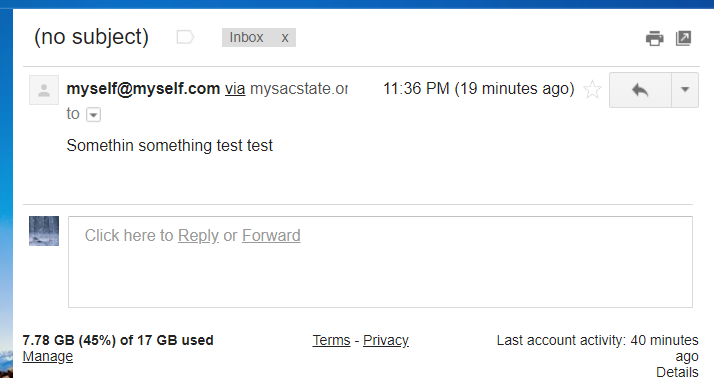 (no subject)
Inbox x
myself@myself.com via mysacstate.or 11:36 PM (19 minutes ago)
to
Somethin something test test
Click here to Reply or Forward
7.78 GB (45%) of 17 GB used
Manage
Terms - Privacy
Last account activity: 40 minutes
ago
Details